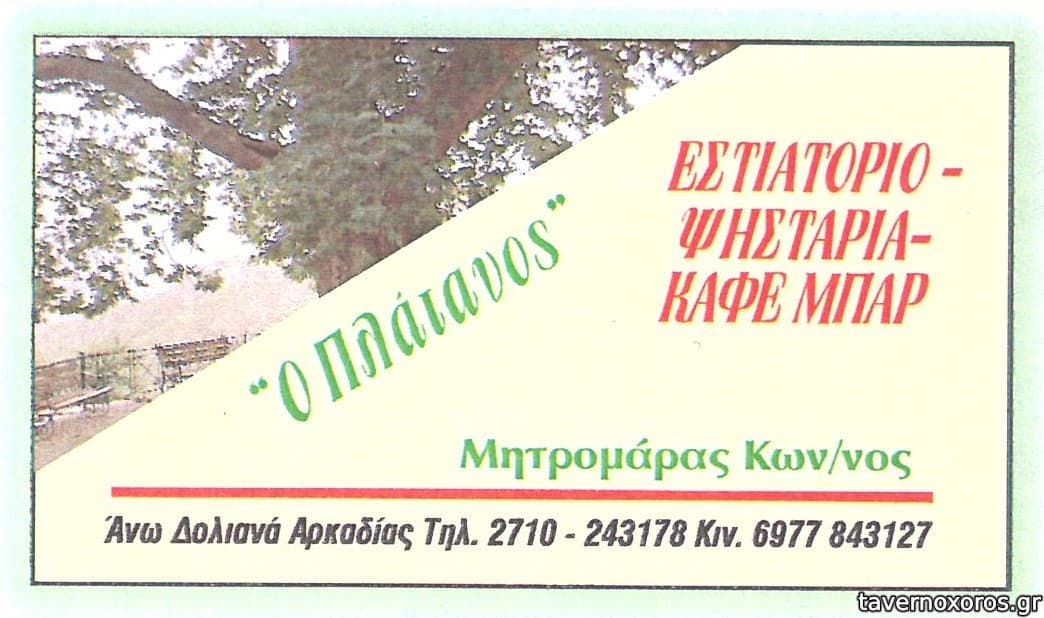 ΕΣΤΙΑΤΟΡΙΟ -
ΨΗΣΤΑΡΙΑ-
ΚΑΦΕ ΜΠΑΡ
“Ο Πλάτανος”
Μητρομάρας Κων/νος
Άνω Δολιανά Αρκαδίας Τηλ. 2710 - 243178 Κιν. 6977 843127
tavernoxoros.gr